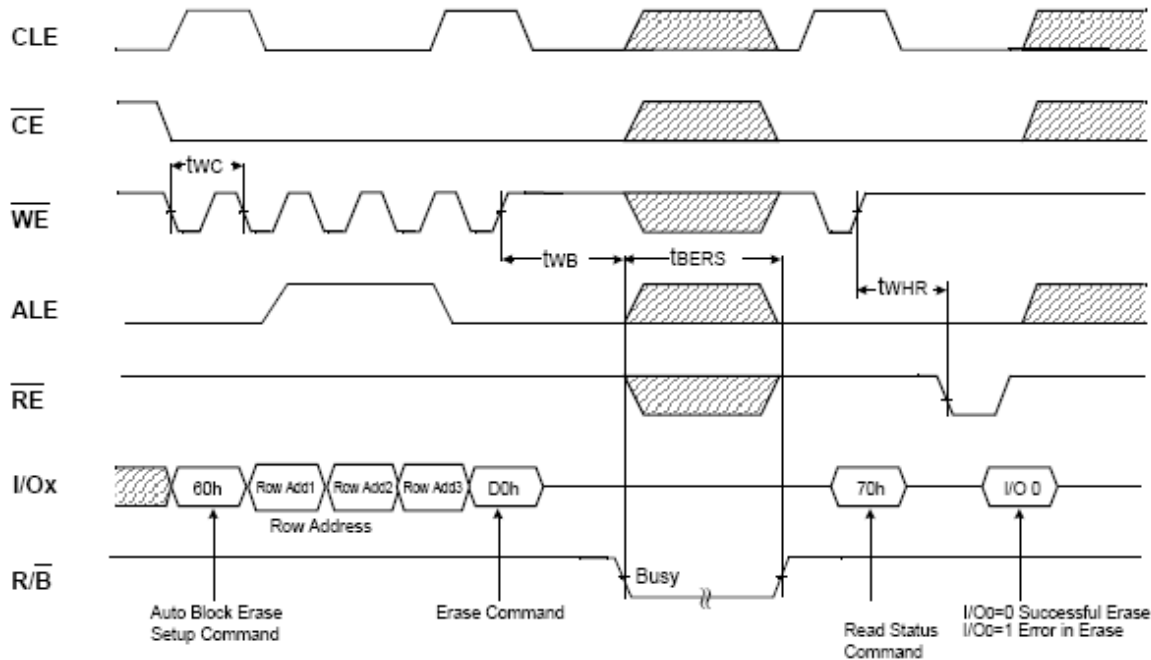 CLE
CE
tWC
WE
tWB
tBERS
tWHR
ALE
RE
I/Ox
60h
Row Add1
Row Add2
Row Add3
D0h
70h
I/O 0
Row Address
R/B
Busy
Auto Block Erase
Setup Command
Erase Command
Read Status
Command
I/O0=0 Successful Erase
I/O0=1 Error in Erase